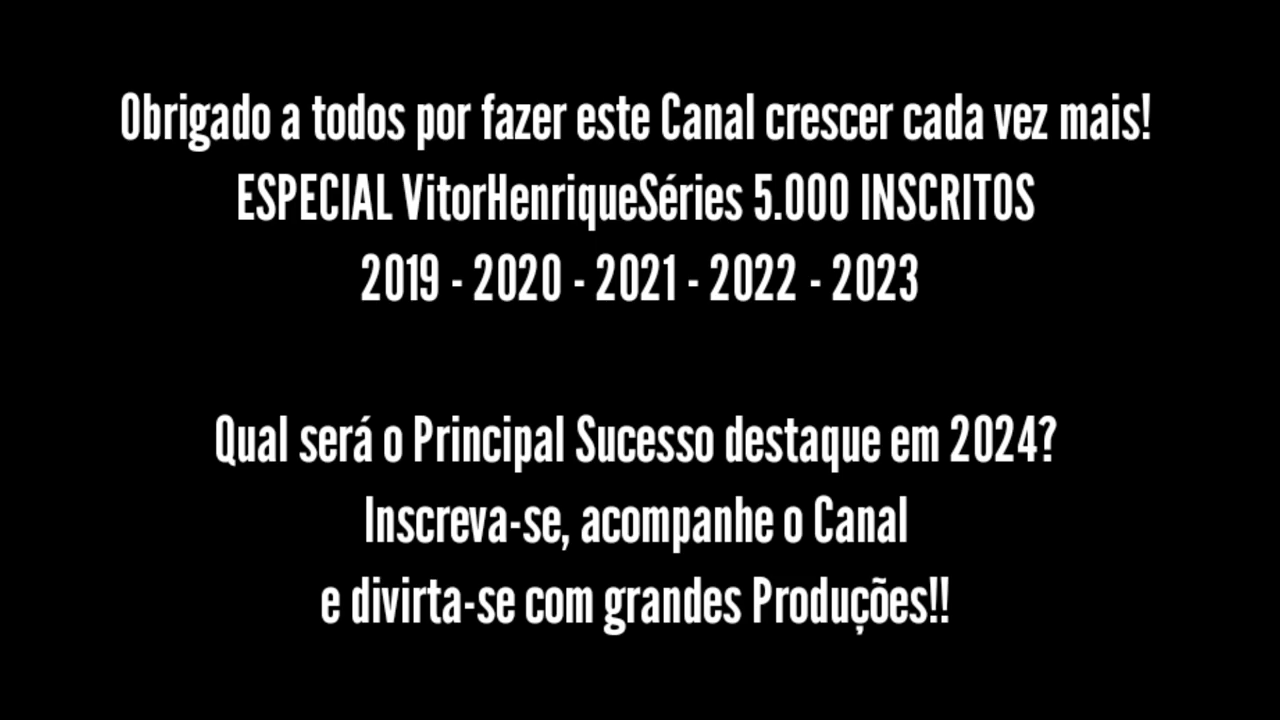 Obrigado a todos por fazer este Canal crescer cada vez mais!
ESPECIAL VitorHenriqueSéries 5.000 INSCRITOS
2019 - 2020 - 2021 - 2022 - 2023
Qual será o Principal Sucesso destaque em 2024?
Inscreva-se, acompanhe o Canal
e divirta-se com grandes Produções!!